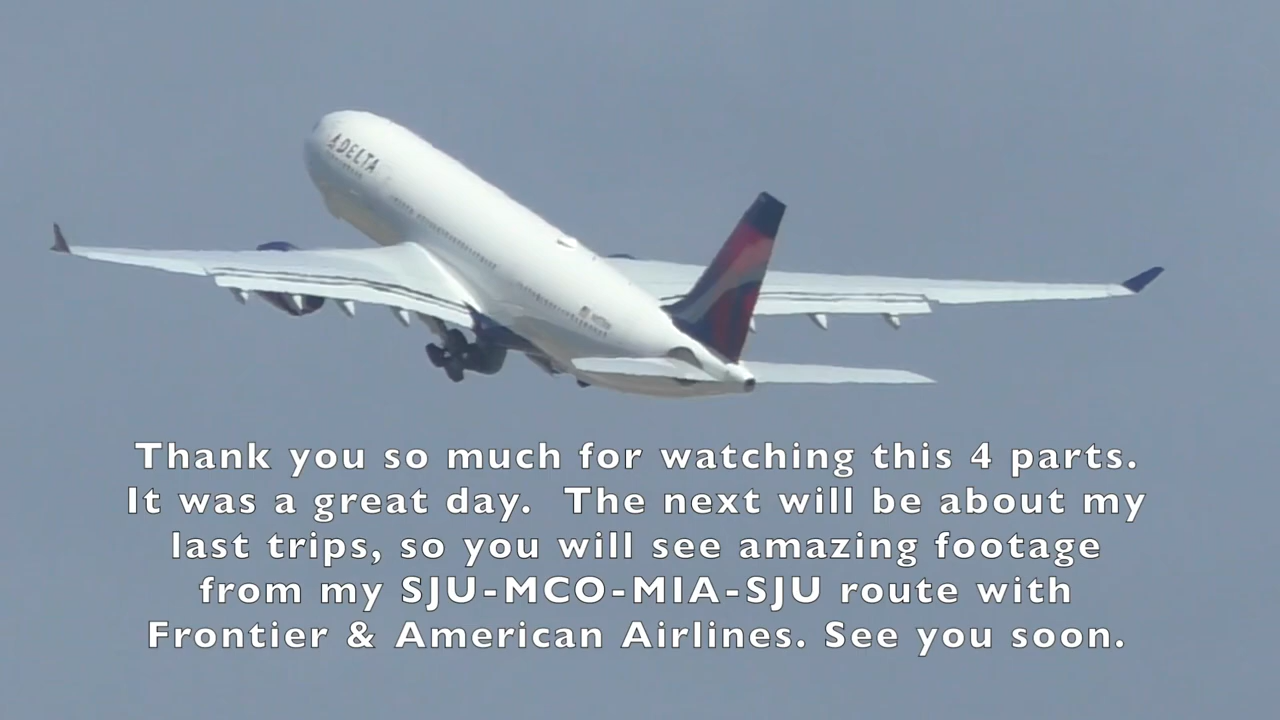 DELTA
Thank you so much for watching this 4 parts.
It was a great day.  The next will be about my
last trips, so you will see amazing footage
from my SJU-MCO-MIA-SJU route with
Frontier & American Airlines. See you soon.